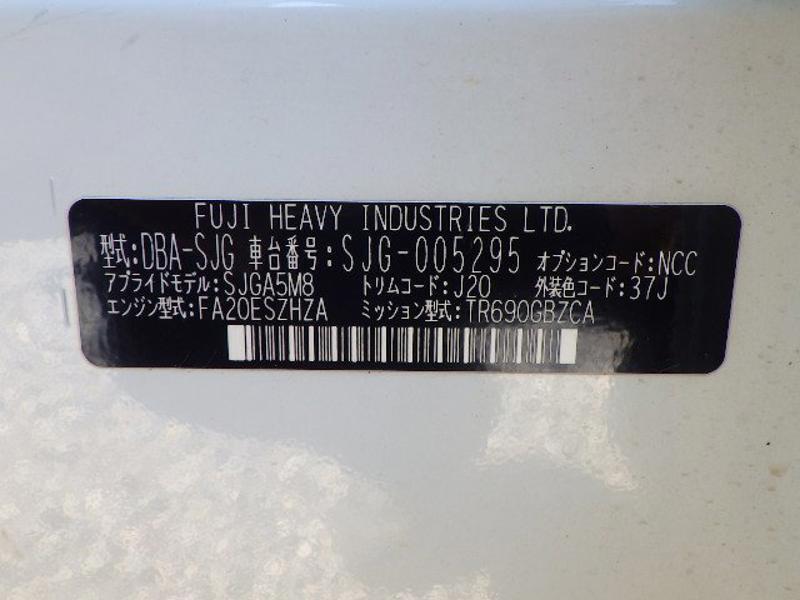 FUJI HEAVY INDUSTRIES LTD.
型式:DBA-SJG 車台番号:SJG-005295 オプションコード:NCC
アプライドモデル:SJGA5M8 トリムコード:J20 外装色コード:37J
エンジン型式:FA20ESZHZA ミッション型式:TR690GBZCA